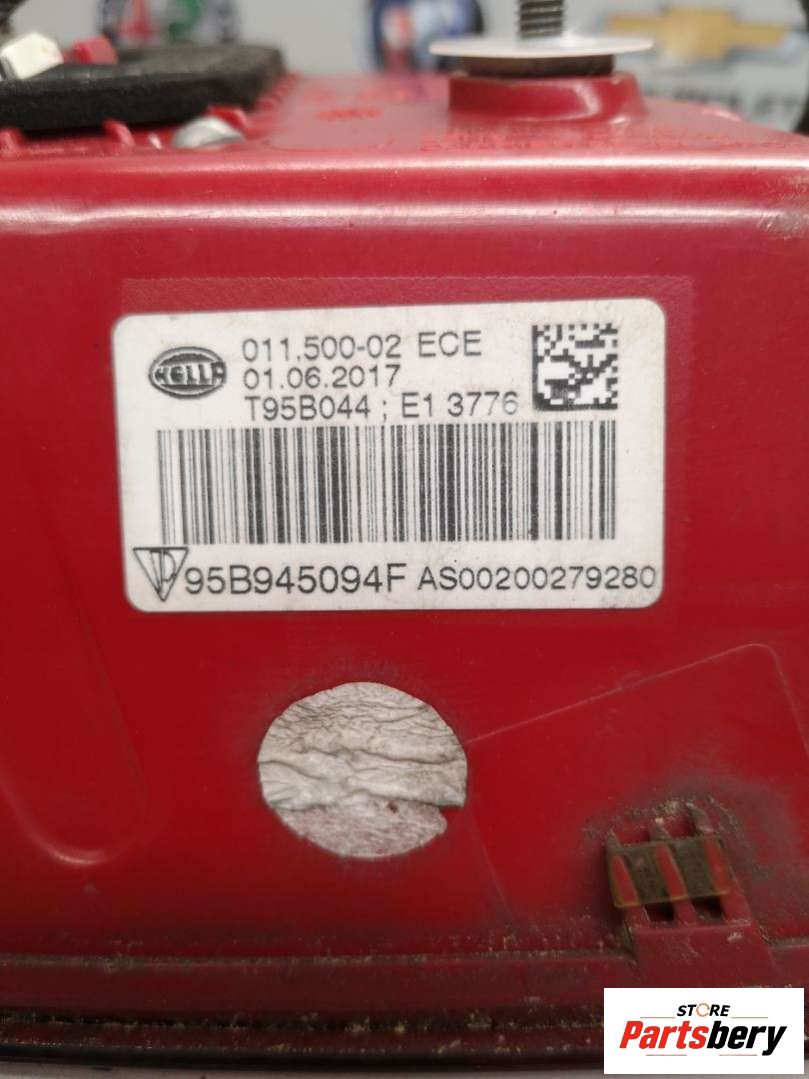 HELLA
011.500-02 ECE
01.06.2017
T95B044 ; E1 3776
95B945094F AS00200279280
STORE
Partsbery